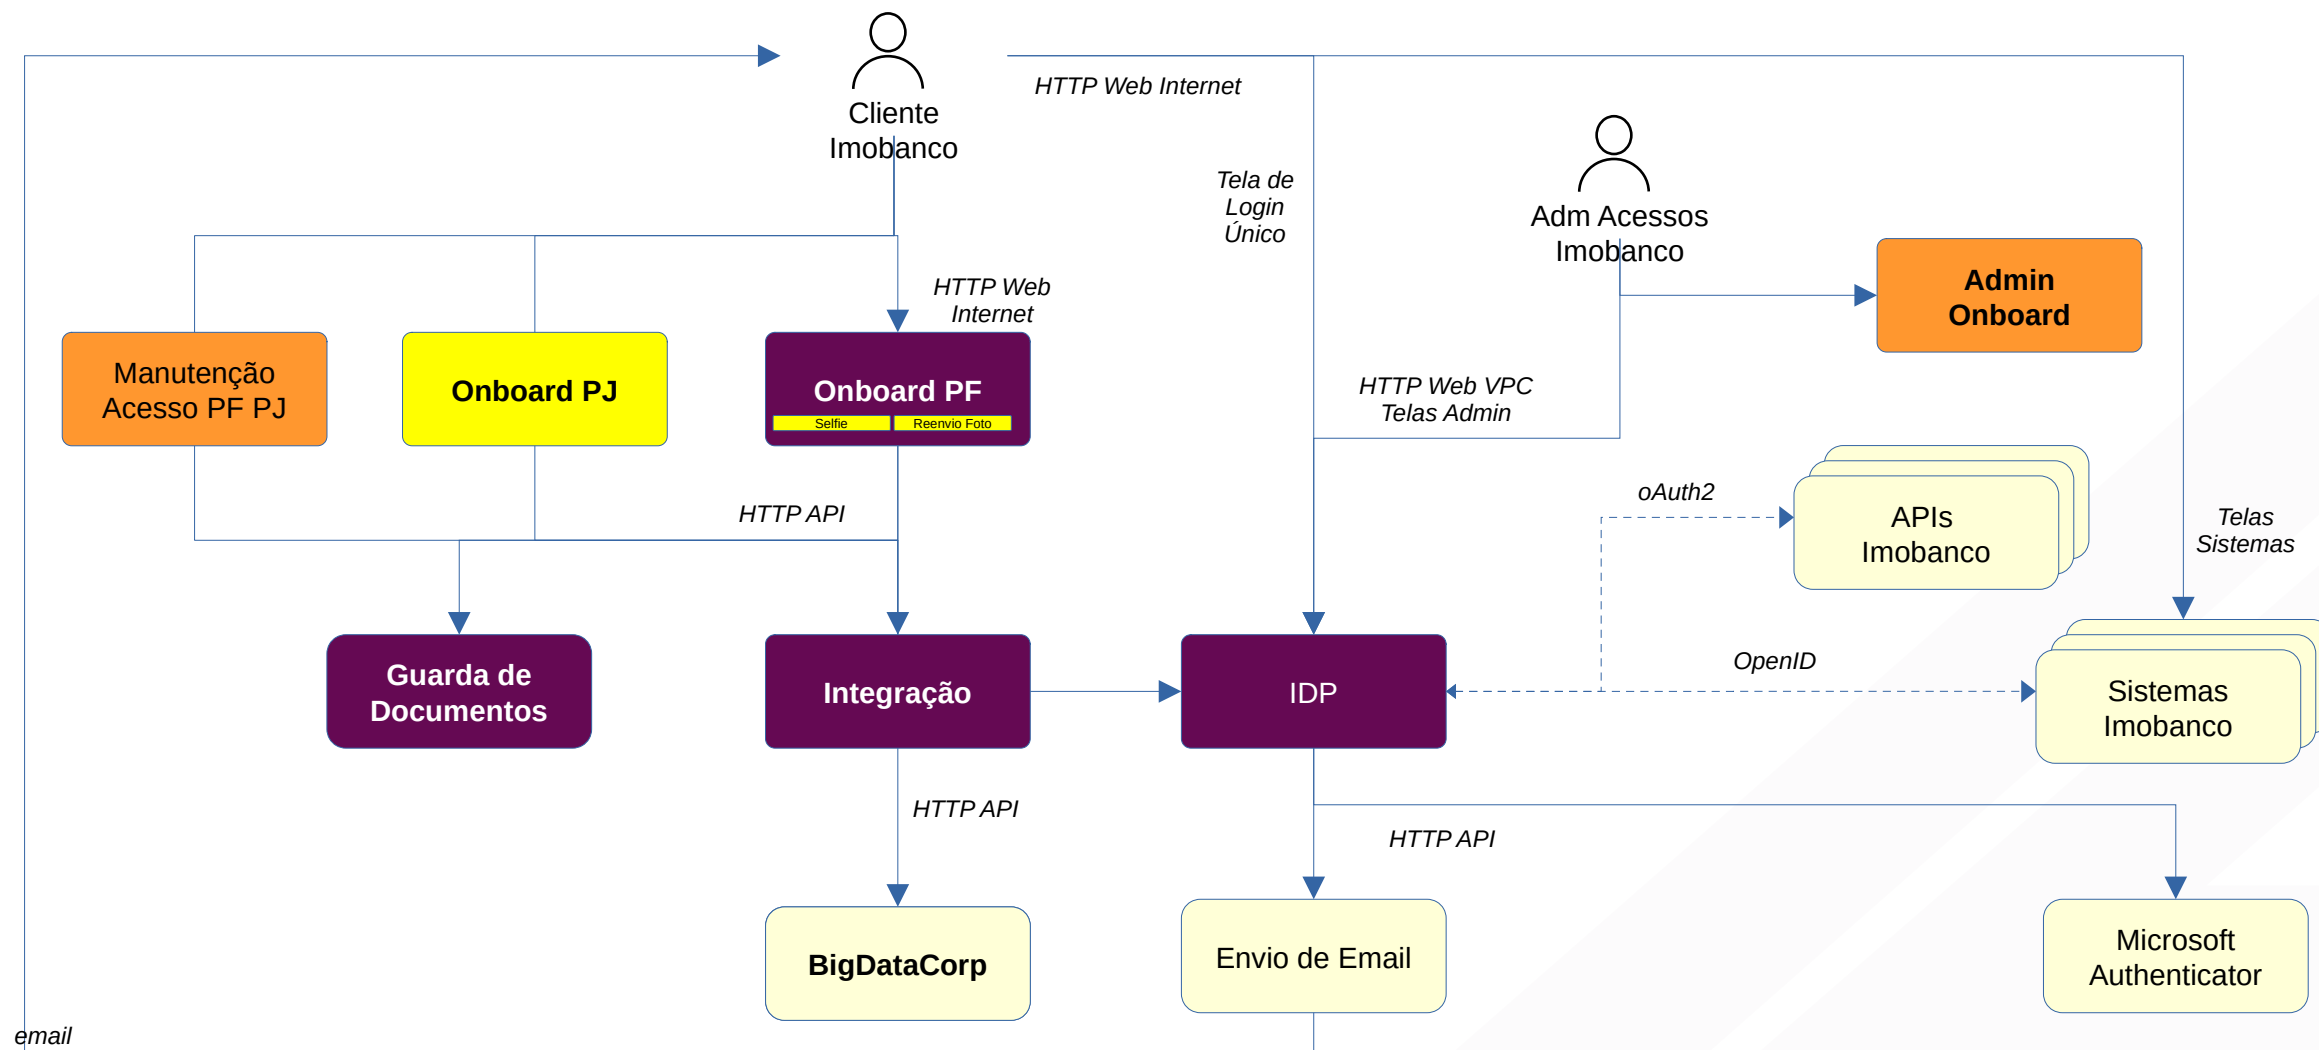 Cliente
Imobanco
HTTP Web Internet
Tela de
Login
Único
Adm Acessos
Imobanco
Admin
Onboard
HTTP Web
Internet
Manutenção
Acesso PF PJ
Onboard PJ
Onboard PF
Selfie
Reenvio Foto
HTTP Web VPC
Telas Admin
HTTP API
oAuth2
APIs
Imobanco
Telas
Sistemas
Guarda de
Documentos
Integração
IDP
OpenID
Sistemas
Imobanco
HTTP API
HTTP API
BigDataCorp
Envio de Email
Microsoft
Authenticator
email